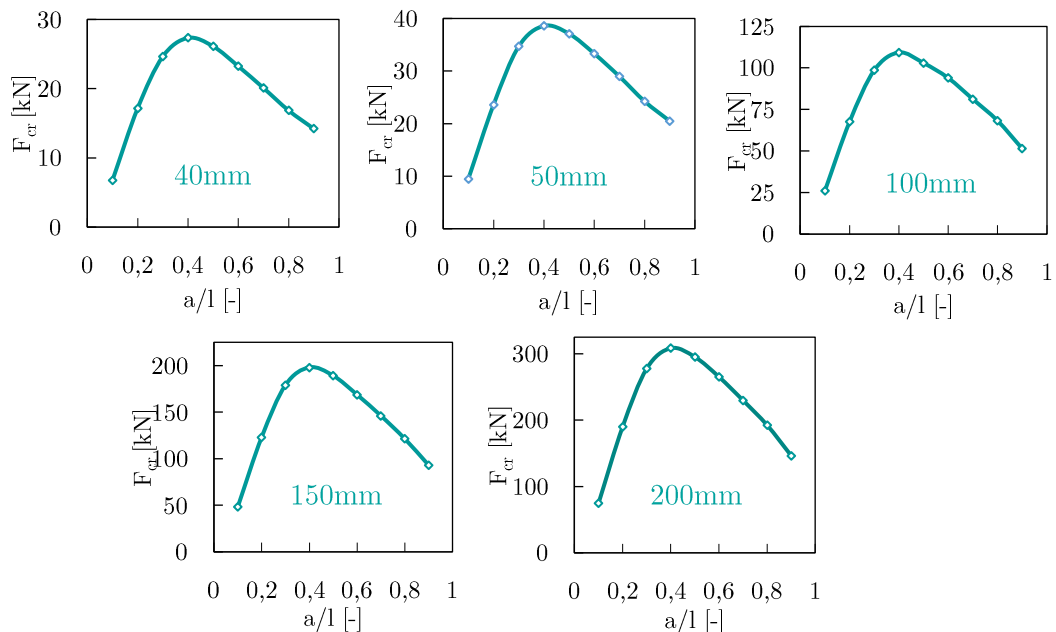 30
20
10
0
F_cr [kN]
40mm
0 0,2 0,4 0,6 0,8 1
a/l [-]
40
30
20
10
0
F_cr [kN]
50mm
0 0,2 0,4 0,6 0,8 1
a/l [-]
125
100
75
50
25
0
F_cr [kN]
100mm
0 0,2 0,4 0,6 0,8 1
a/l [-]
200
150
100
50
0
F_cr [kN]
150mm
0 0,2 0,4 0,6 0,8 1
a/l [-]
300
200
100
0
F_cr [kN]
200mm
0 0,2 0,4 0,6 0,8 1
a/l [-]